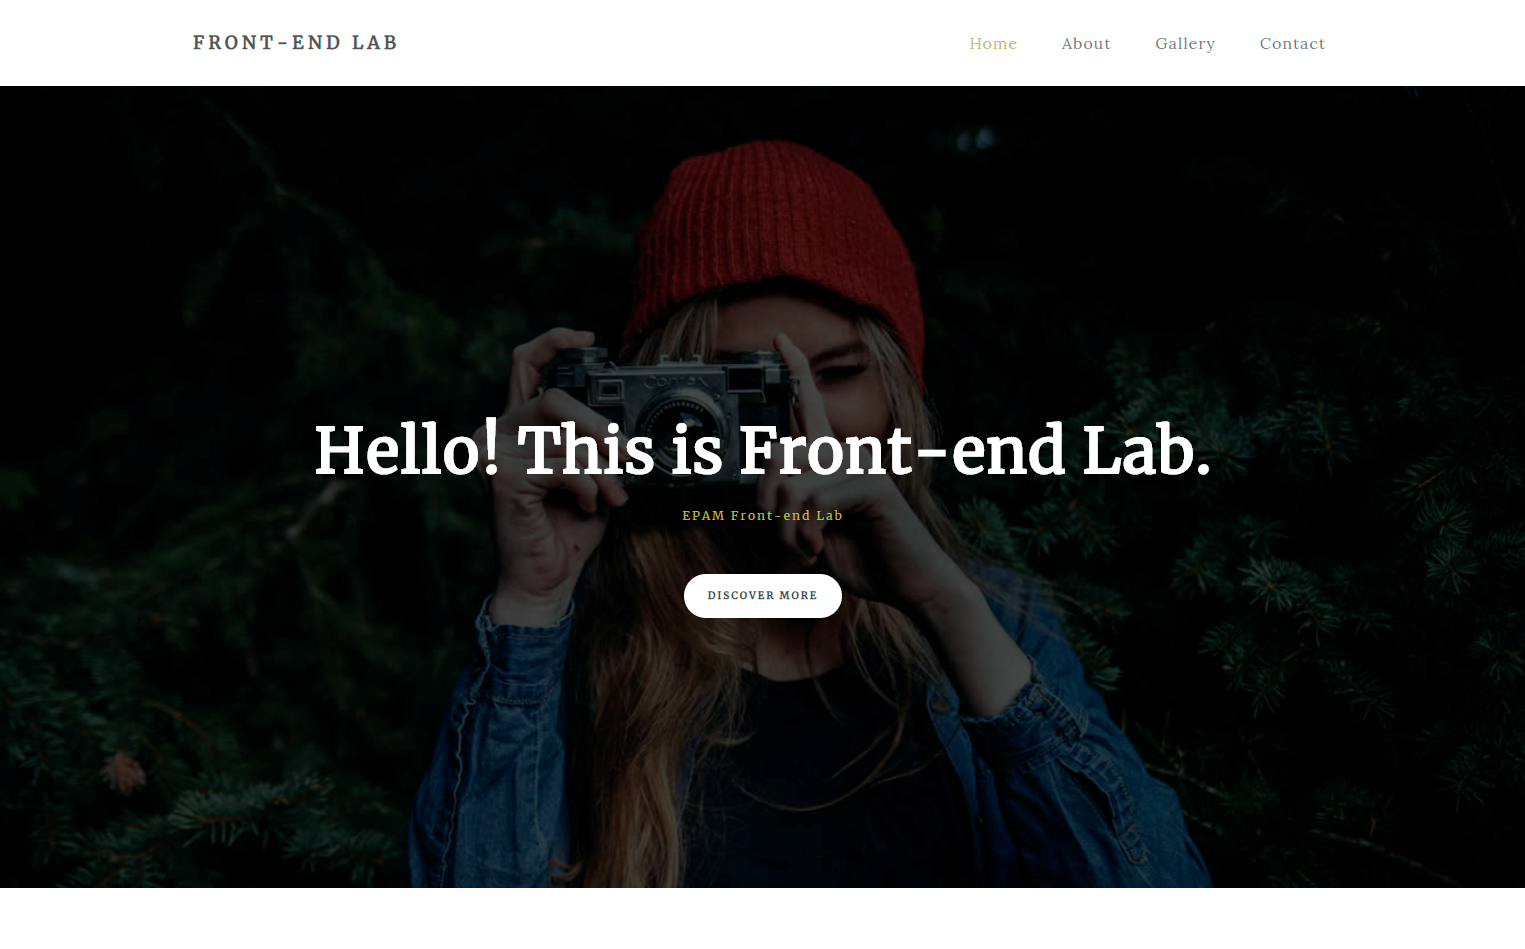 FRONT-END LAB
Home About Gallery Contact
Contax
Hello! This is Front-end Lab.
EPAM Front-end Lab
DISCOVER MORE